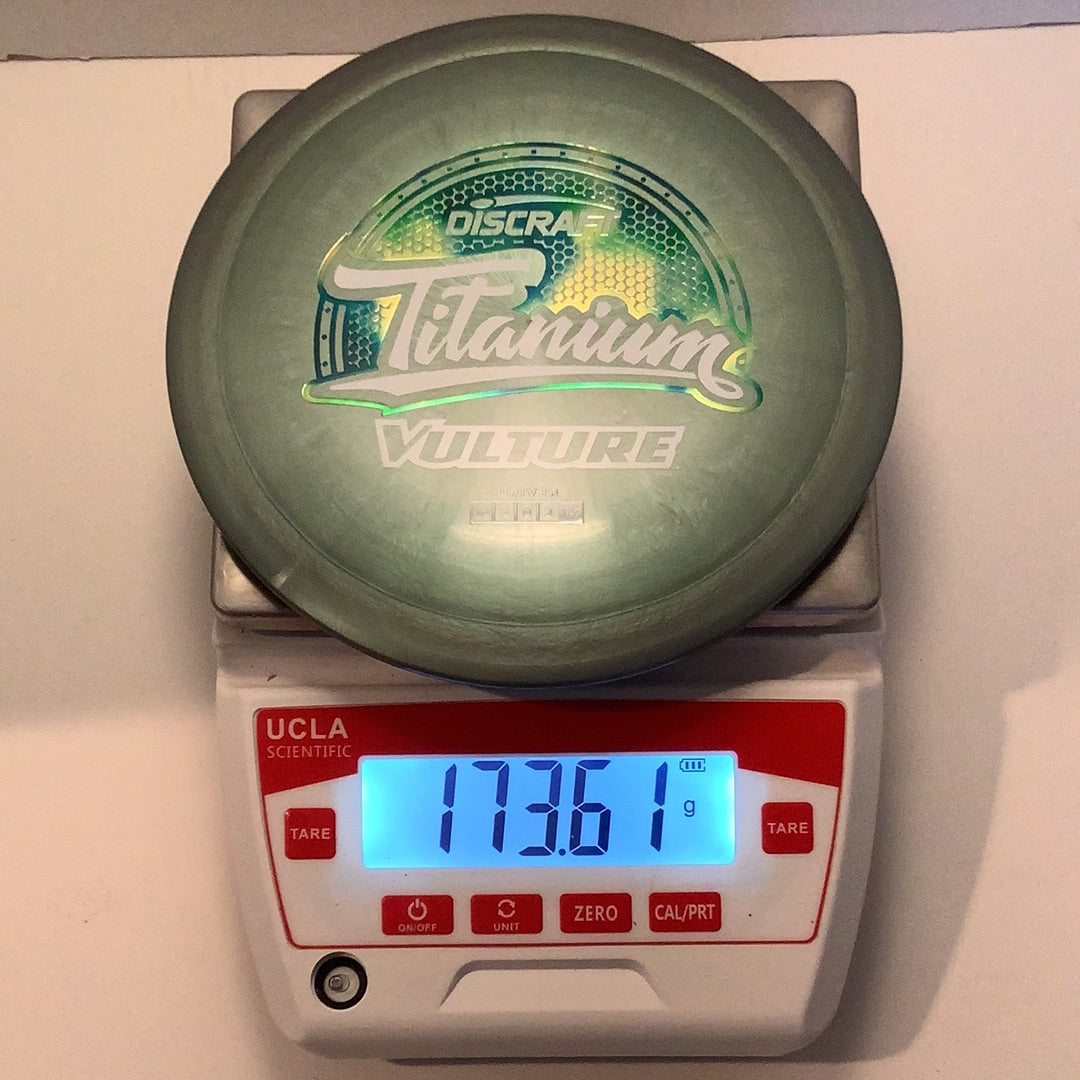 DISCRAFT
Titanium
VULTURE
DRIVER
UCLA
SCIENTIFIC
173.61 g
TARE
TARE
ON/OFF
UNIT
ZERO
CAL/PRT